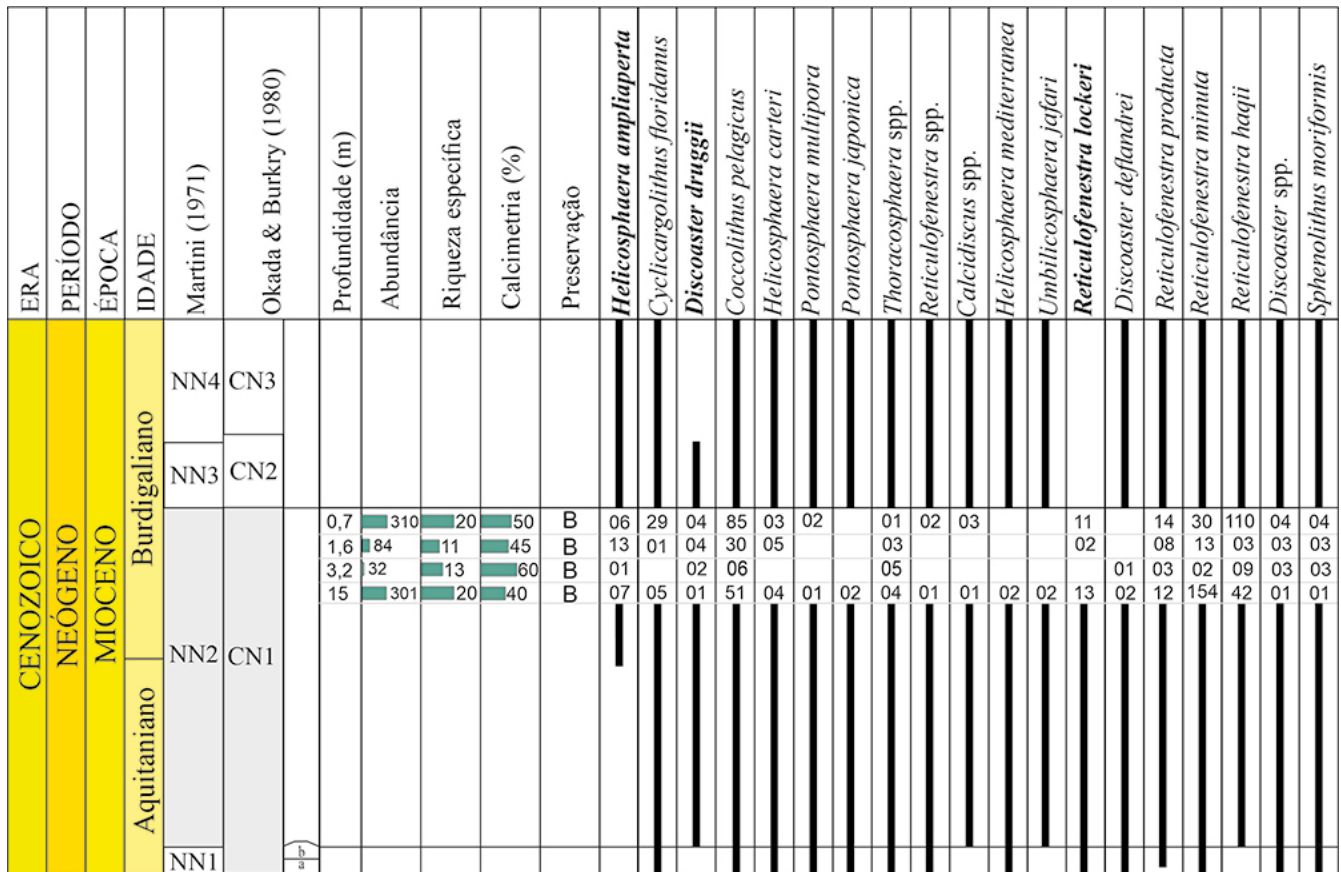 ERA
PERÍODO
ÉPOCA
IDADE
Martini (1971)
Okada & Burkry (1980)
Profundidade (m)
Abundância
Riqueza específica
Calcimetria (%)
Preservação
Helicosphaera ampliaperta
Cyclicargolithus floridanus
Discoaster druggii
Coccolithus pelagicus
Helicosphaera carteri
Pontosphaera multipora
Pontosphaera japonica
Thoracosphaera spp.
Reticulofenestra spp.
Calcidiscus spp.
Helicosphaera mediterranea
Umbilicosphaera jafari
Reticulofenestra lockeri
Discoaster deflandrei
Reticulofenestra producta
Reticulofenestra minuta
Reticulofenestra haqii
Discoaster spp.
Sphenolithus moriformis
CENOZOICO
NEÓGENO
MIOCENO
Burdigaliano
Aquitaniano
NN4 CN3
NN3 CN2
0,7 310 20 50 B 06 29 04 85 03 02 01 02 03 11 14 30 110 04 04
1,6 84 11 45 B 13 01 04 30 05 03 02 08 13 03 03 03
3,2 32 13 60 B 01 02 06 05 01 03 02 09 03 03
15 301 20 40 B 07 05 01 51 04 01 02 04 01 01 02 02 13 02 12 154 42 01 01
NN2 CN1
b
NN1 a